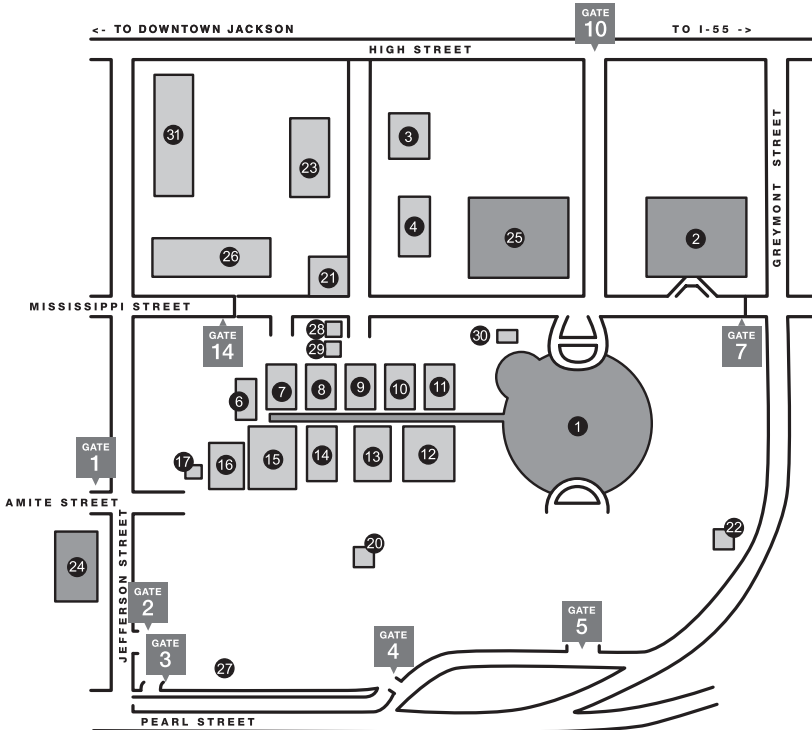 GATE
10
<- TO DOWNTOWN JACKSON
TO I-55 ->
HIGH STREET
31
23
3
4
25
2
26
21
GREYMONT STREET
MISSISSIPPI STREET
GATE
14
28
29
30
GATE
7
6
7
8
9
10
11
1
17
16
15
14
13
12
GATE
1
AMITE STREET
24
JEFFERSON STREET
20
22
GATE
2
GATE
3
27
GATE
4
GATE
5
PEARL STREET